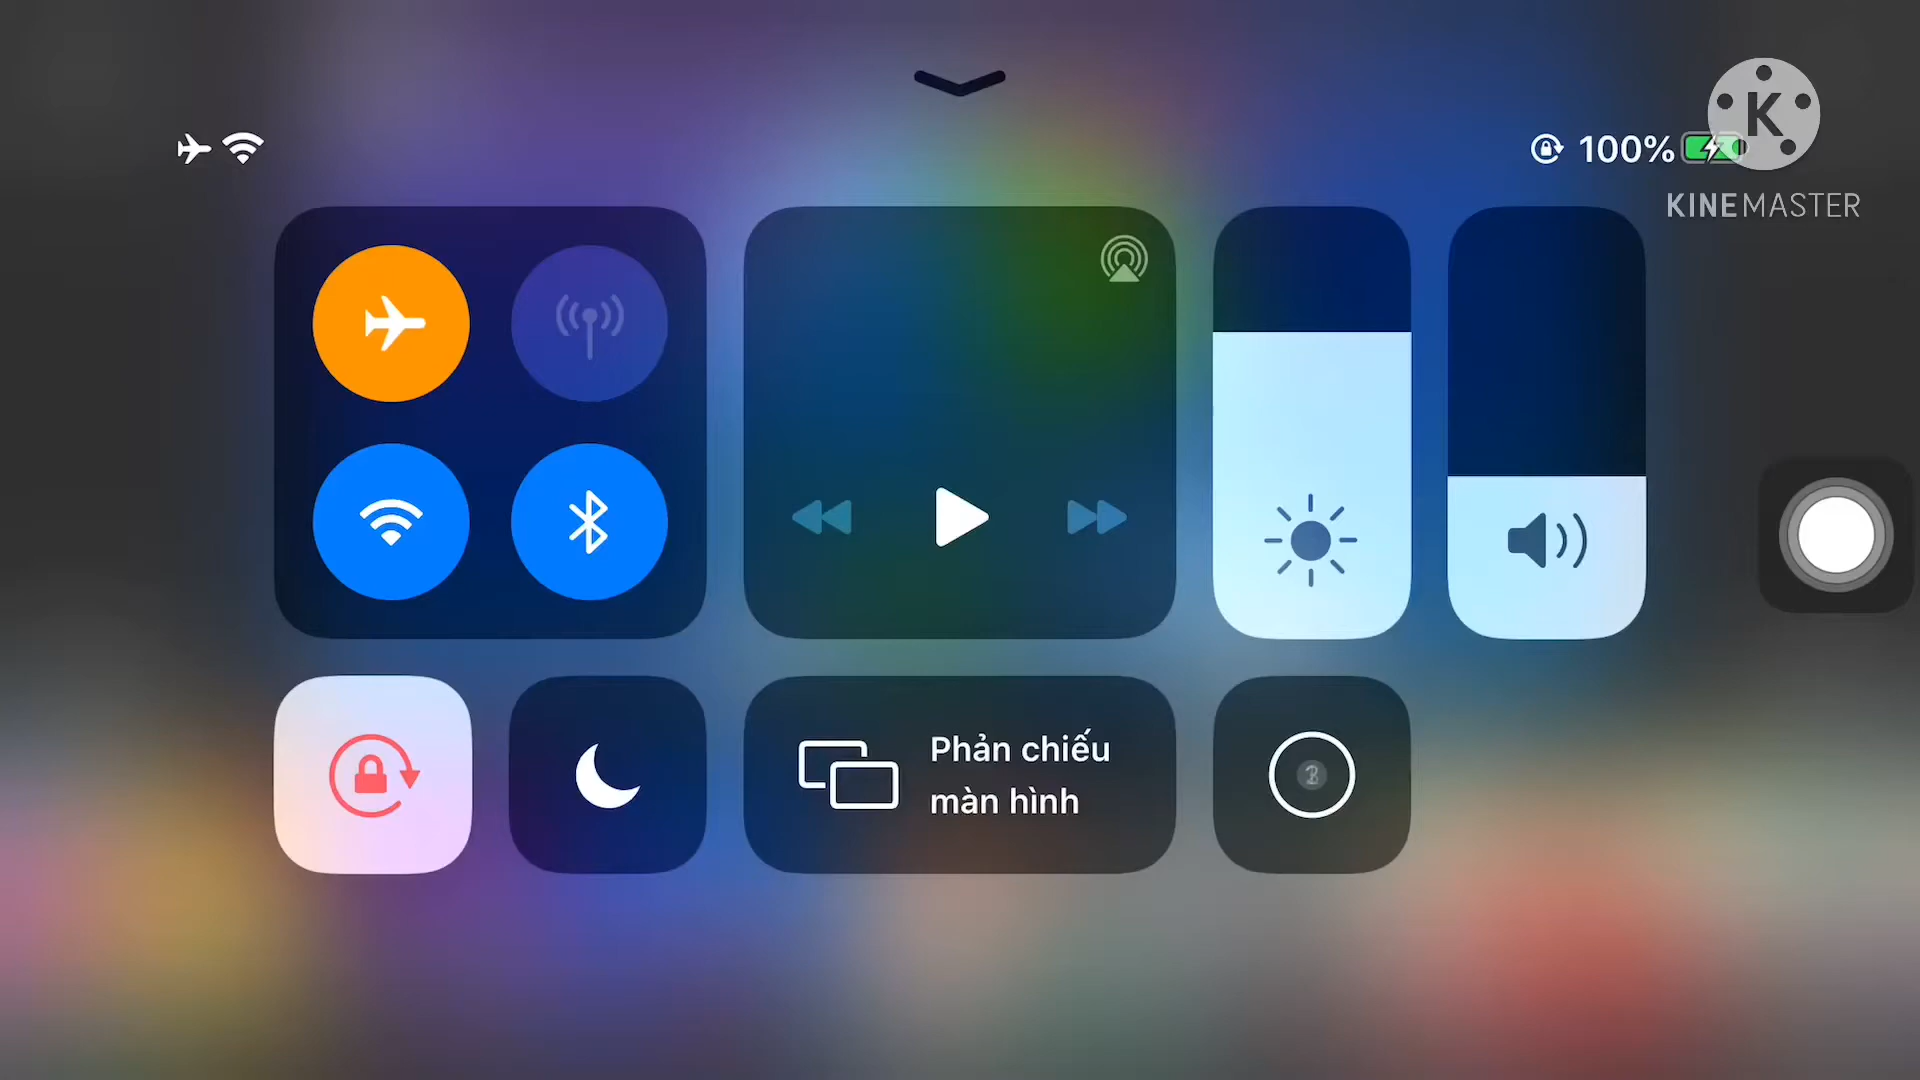 100%
K
KINEMASTER
Phản chiếu
màn hình